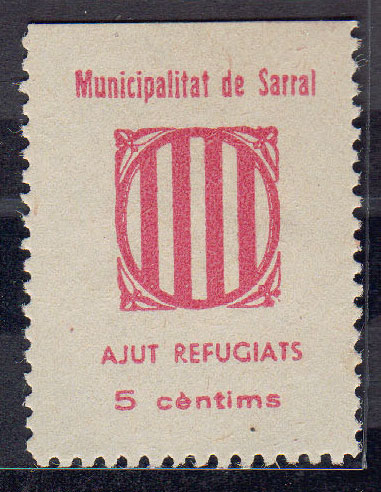 Municipalitat de Sarral
AJUT REFUGIATS
5 cèntims